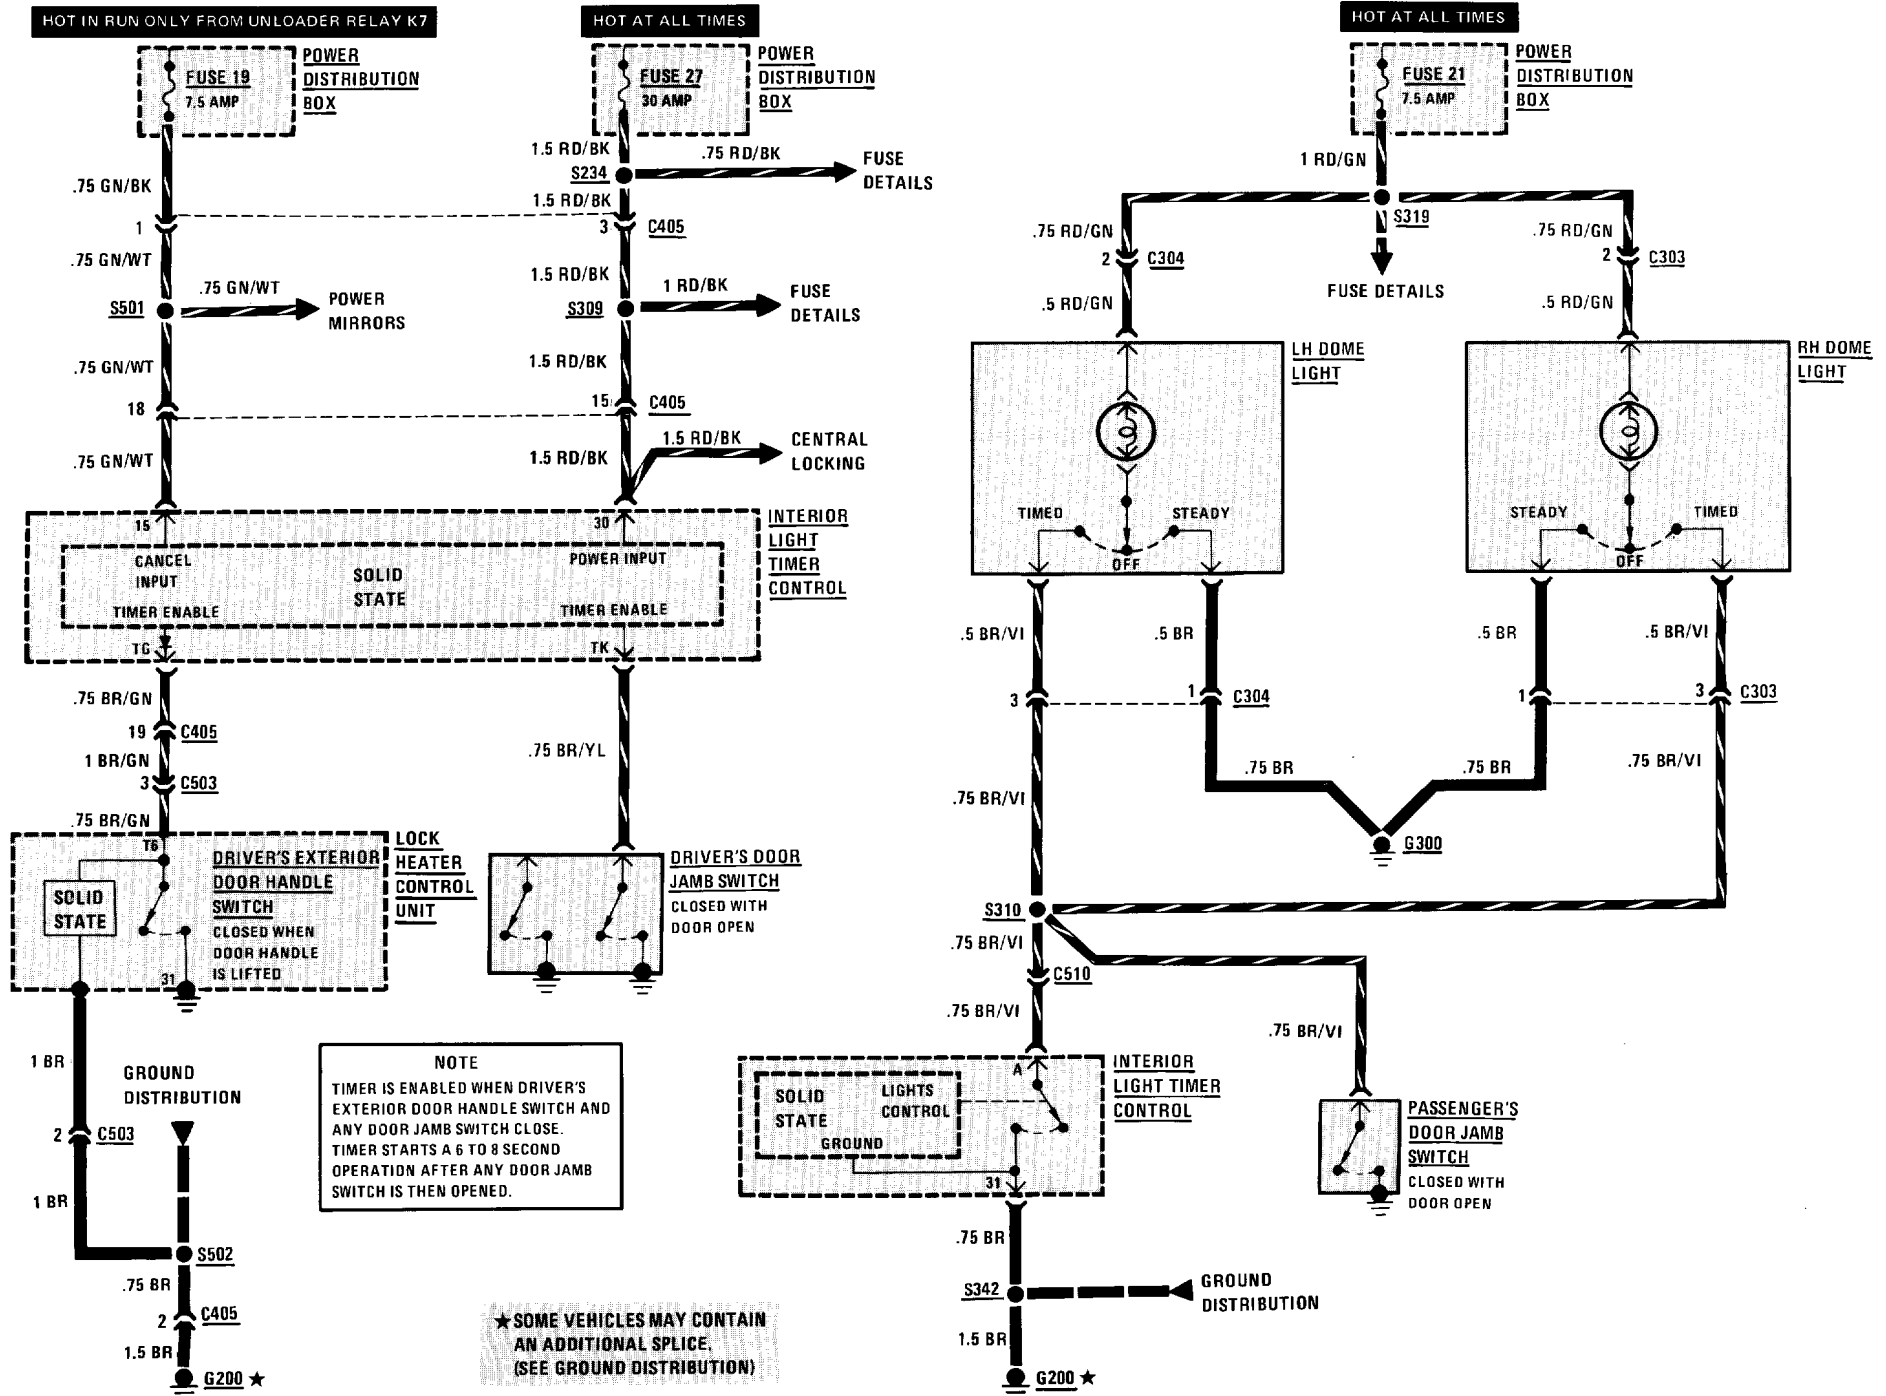 HOT IN RUN ONLY FROM UNLOADER RELAY K7
HOT AT ALL TIMES
HOT AT ALL TIMES
FUSE 19
7.5 AMP
POWER
DISTRIBUTION
BOX
FUSE 27
30 AMP
POWER
DISTRIBUTION
BOX
FUSE 21
7.5 AMP
POWER
DISTRIBUTION
BOX
.75 GN/BK
1
.75 GN/WT
S501
.75 GN/WT
POWER
MIRRORS
.75 GN/WT
18
.75 GN/WT
1.5 RD/BK
S234
.75 RD/BK
FUSE
DETAILS
1.5 RD/BK
3
C405
1.5 RD/BK
S309
1 RD/BK
FUSE
DETAILS
1.5 RD/BK
15
C405
1.5 RD/BK
1.5 RD/BK
CENTRAL
LOCKING
1 RD/GN
S319
FUSE DETAILS
.75 RD/GN
2
C304
.5 RD/GN
.75 RD/GN
2
C303
.5 RD/GN
LH DOME
LIGHT
TIMED
STEADY
OFF
RH DOME
LIGHT
STEADY
TIMED
OFF
15
30
CANCEL
INPUT
POWER INPUT
SOLID
STATE
TIMER ENABLE
TIMER ENABLE
TG
TK
INTERIOR
LIGHT
TIMER
CONTROL
.75 BR/GN
19
C405
1 BR/GN
3
C503
.75 BR/GN
.75 BR/YL
T6
SOLID
STATE
DRIVER'S EXTERIOR
DOOR HANDLE
SWITCH
CLOSED WHEN
DOOR HANDLE
IS LIFTED
31
LOCK
HEATER
CONTROL
UNIT
DRIVER'S DOOR
JAMB SWITCH
CLOSED WITH
DOOR OPEN
.5 BR/VI
.5 BR
.5 BR
.5 BR/VI
3
1
C304
1
3
C303
.75 BR
.75 BR
.75 BR/VI
.75 BR/VI
G300
S310
.75 BR/VI
C510
.75 BR/VI
.75 BR/VI
1 BR
GROUND
DISTRIBUTION
2
C503
1 BR
S502
.75 BR
2
C405
1.5 BR
G200 ★
NOTE
TIMER IS ENABLED WHEN DRIVER'S
EXTERIOR DOOR HANDLE SWITCH AND
ANY DOOR JAMB SWITCH CLOSE.
TIMER STARTS A 6 TO 8 SECOND
OPERATION AFTER ANY DOOR JAMB
SWITCH IS THEN OPENED.
★ SOME VEHICLES MAY CONTAIN
AN ADDITIONAL SPLICE.
(SEE GROUND DISTRIBUTION)
A
SOLID
STATE
LIGHTS
CONTROL
GROUND
31
INTERIOR
LIGHT TIMER
CONTROL
PASSENGER'S
DOOR JAMB
SWITCH
CLOSED WITH
DOOR OPEN
.75 BR
S342
GROUND
DISTRIBUTION
1.5 BR
G200 ★